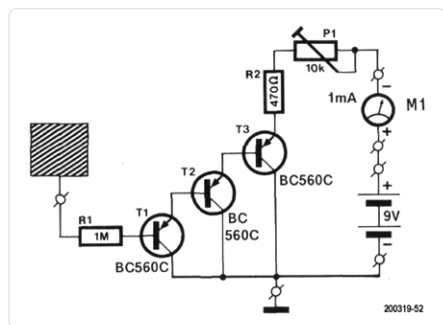 P1
10k
R2
470Ω
1mA
M1
T3
BC560C
T2
BC
560C
R1
1M
T1
BC560C
9V
200319-52